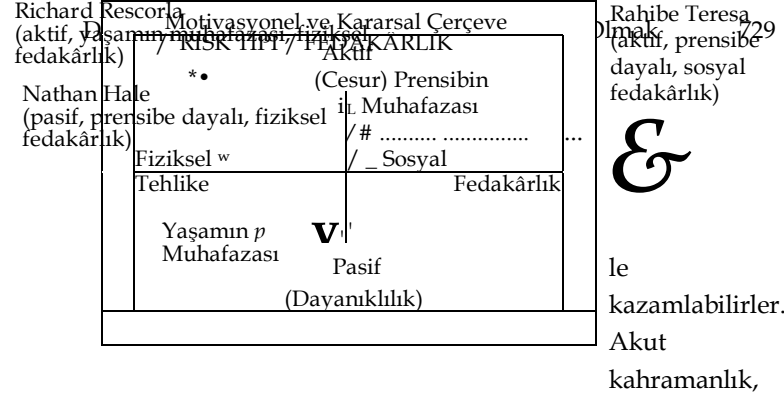 Richard Rescorla
(aktif, yaşamın muhafazası, fiziksel
fedakârlık)
Motivasyonel ve Kararsal Çerçeve
/ RİSK TİPİ / FEDAKÂRLIK
Olmak 729
Rahibe Teresa
(aktif, prensibe
dayalı, sosyal
fedakârlık)
Aktif
*•
(Cesur) Prensibin
Muhafazası
Nathan Hale
(pasif, prensibe dayalı, fiziksel
fedakârlık)
/# .......... ............... ...
Fiziksel w
/ _ Sosyal
&
Tehlike
Fedakârlık
Yaşamın p
Muhafazası
v
Pasif
(Dayanıklılık)
le
kazamlabilirler.
Akut
kahramanlık,